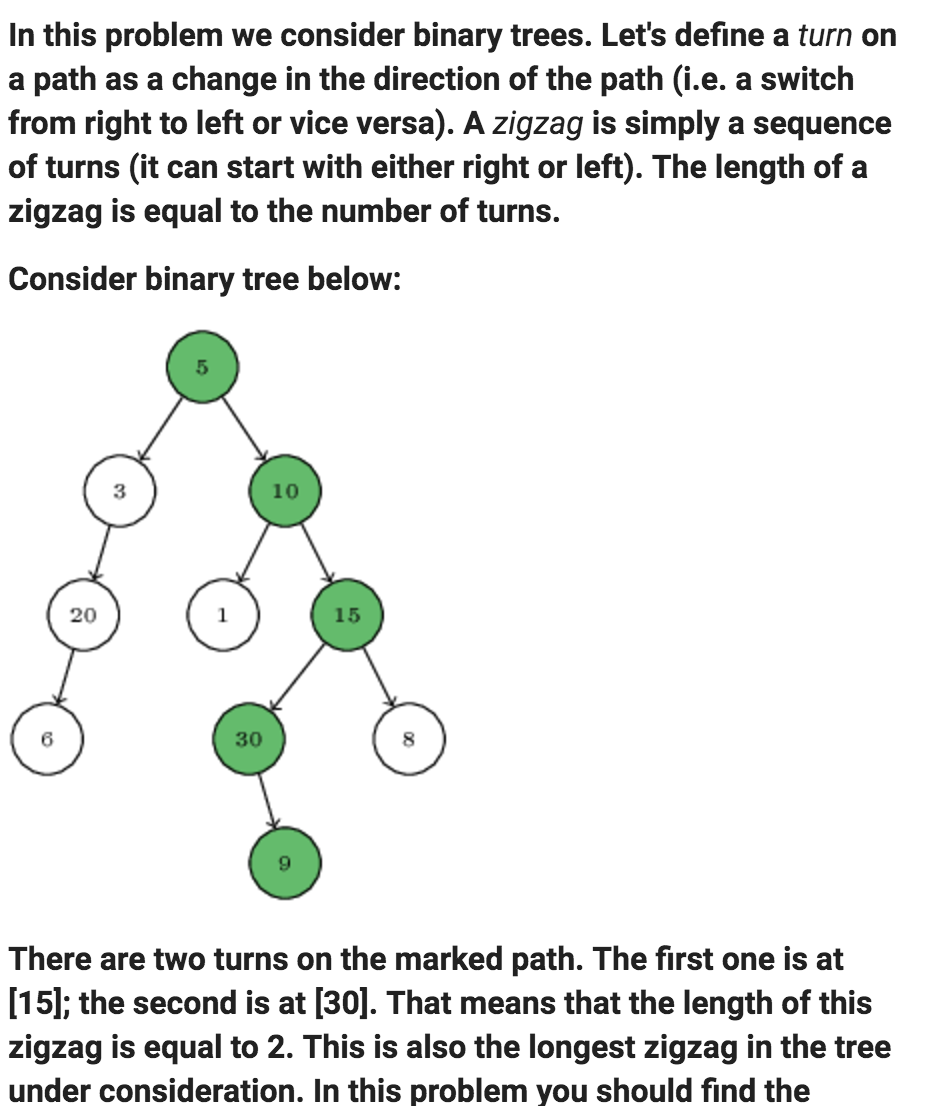 In this problem we consider binary trees. Let's define a turn on
a path as a change in the direction of the path (i.e. a switch
from right to left or vice versa). A zigzag is simply a sequence
of turns (it can start with either right or left). The length of a
zigzag is equal to the number of turns.
Consider binary tree below:
5
3
10
20
1
15
6
30
8
9
There are two turns on the marked path. The first one is at
[15]; the second is at [30]. That means that the length of this
zigzag is equal to 2. This is also the longest zigzag in the tree
under consideration. In this problem you should find the